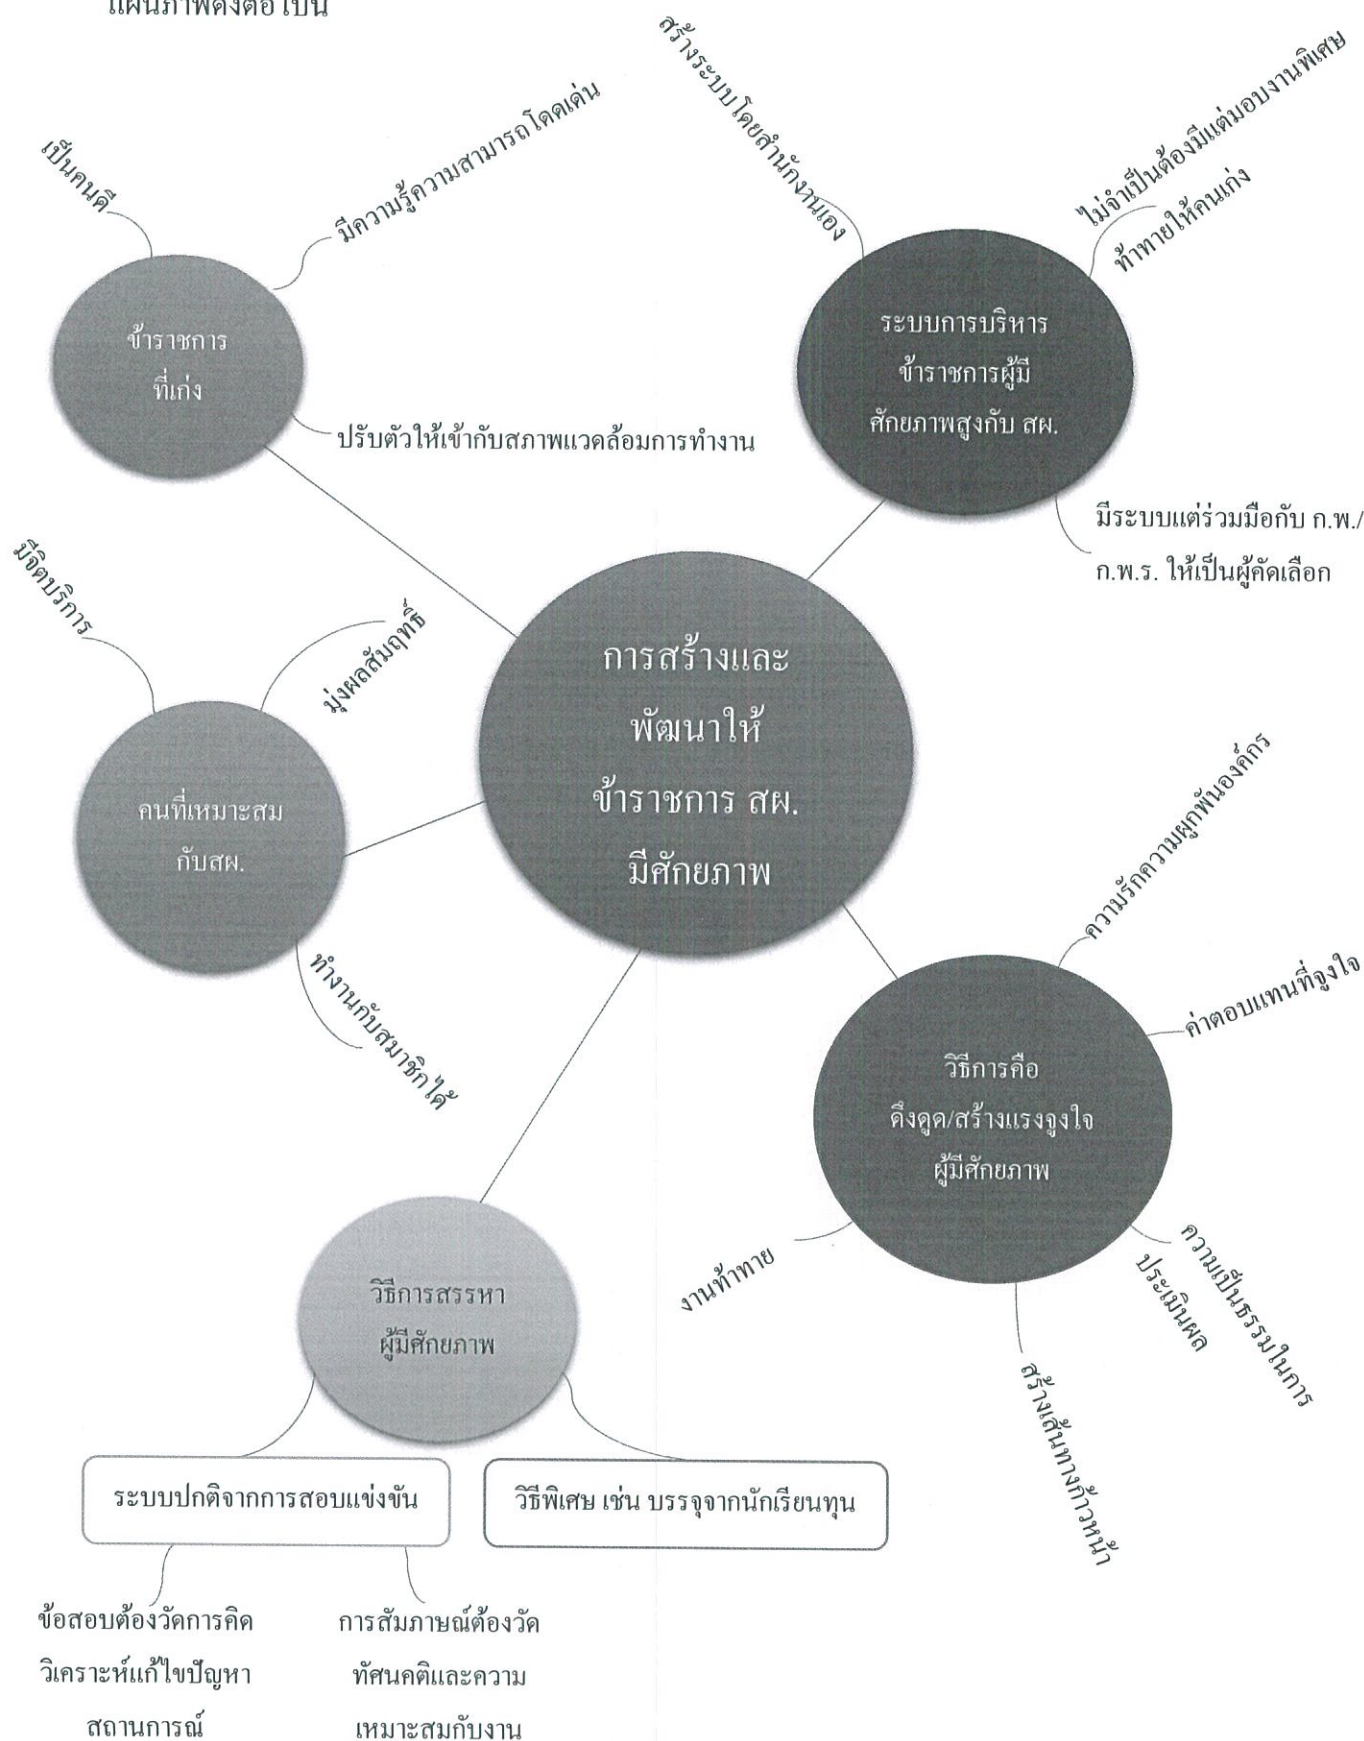 แผนภาพดังต่อไปนี้
เป็นคนดี
มีความรู้ความสามารถโดดเด่น
ข้าราชการ
ที่เก่ง
ปรับตัวให้เข้ากับสภาพแวดล้อมการทำงาน
สร้างระบบโดยสำนักงานเอง
ไม่จำเป็นต้องมีแต่มอบงานพิเศษ
ท้าทายให้คนเก่ง
ระบบการบริหาร
ข้าราชการผู้มี
ศักยภาพสูงกับ สผ.
มีระบบแต่ร่วมมือกับ ก.พ./
ก.พ.ร. ให้เป็นผู้คัดเลือก
มีจิตบริการ
มุ่งผลสัมฤทธิ์
คนที่เหมาะสม
กับสผ.
ทำงานกับสมาชิกได้
การสร้างและ
พัฒนาให้
ข้าราชการ สผ.
มีศักยภาพ
ความรักความผูกพันองค์กร
ค่าตอบแทนที่จูงใจ
วิธีการคือ
ดึงดูด/สร้างแรงจูงใจ
ผู้มีศักยภาพ
ความเป็นธรรมในการ
ประเมินผล
สร้างเส้นทางก้าวหน้า
งานท้าทาย
วิธีการสรรหา
ผู้มีศักยภาพ
ระบบปกติจากการสอบแข่งขัน
วิธีพิเศษ เช่น บรรจุจากนักเรียนทุน
ข้อสอบต้องวัดการคิด
วิเคราะห์แก้ไขปัญหา
สถานการณ์
การสัมภาษณ์ต้องวัด
ทัศนคติและความ
เหมาะสมกับงาน